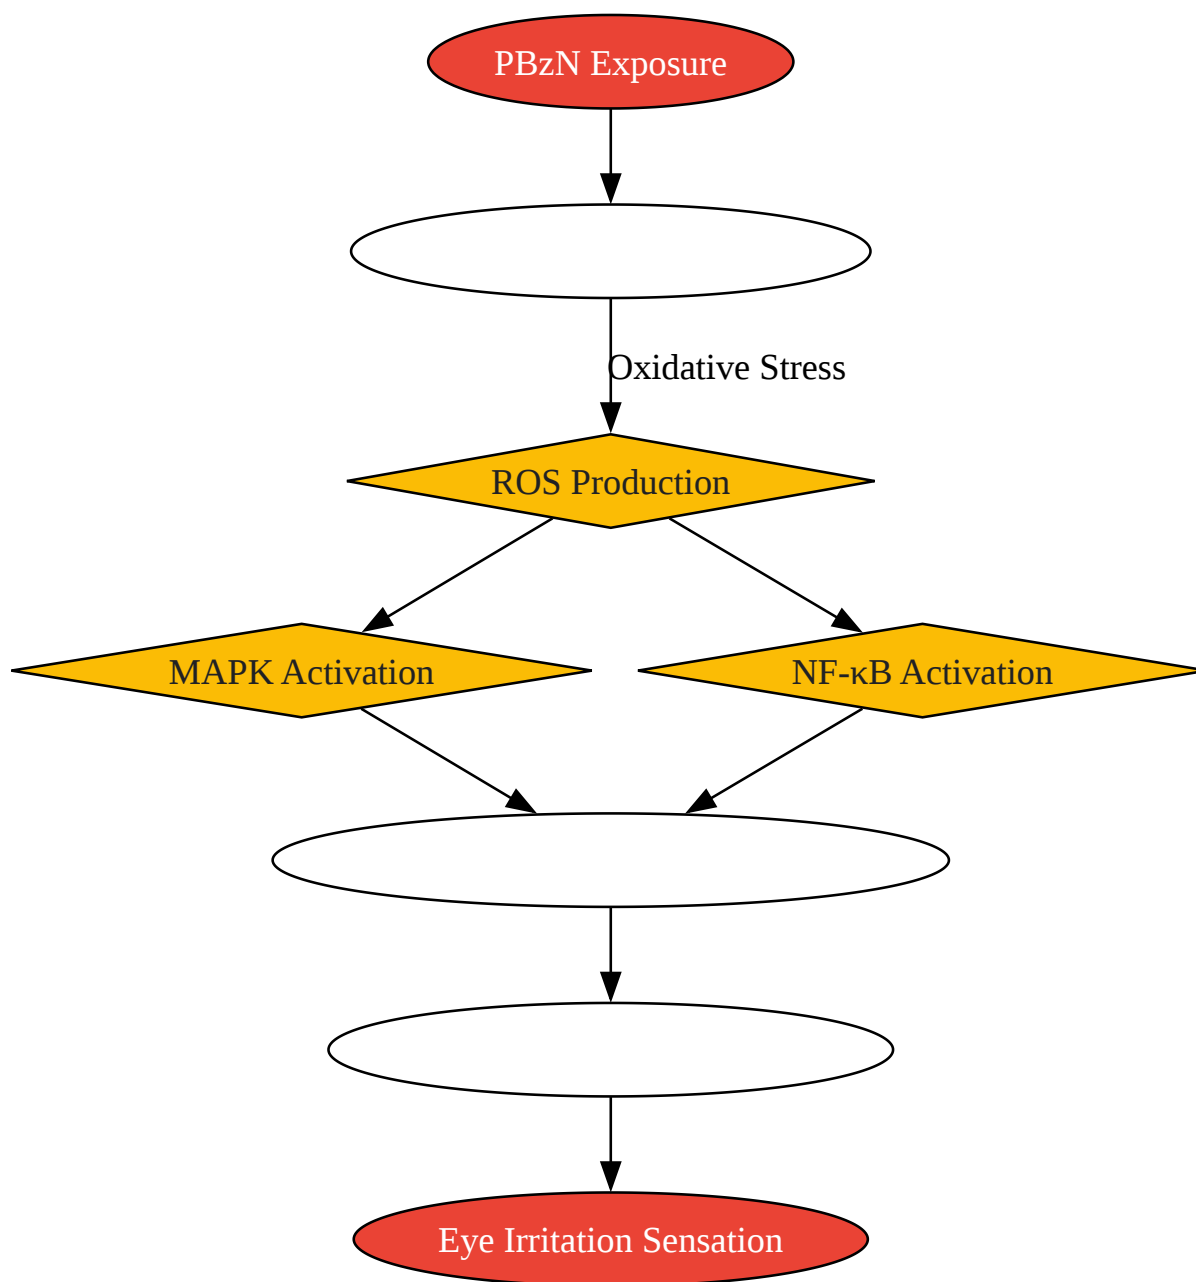 PBzN Exposure
Oxidative Stress
ROS Production
MAPK Activation
NF-κB Activation
Eye Irritation Sensation